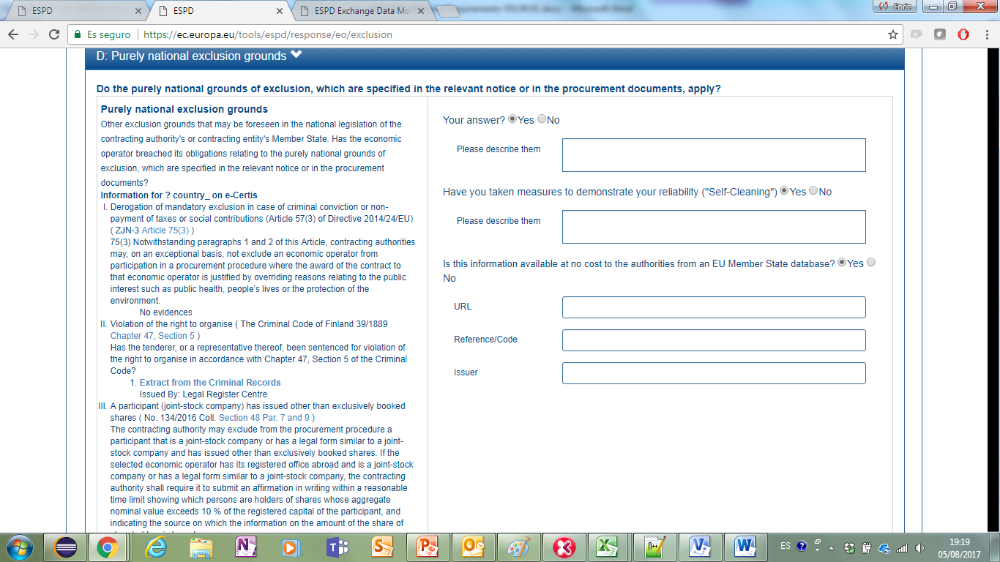 ESPD
ESPD
ESPD Exchange Data Mo
Enric
Es seguro
https://ec.europa.eu/tools/espd/response/eo/exclusion
D: Purely national exclusion grounds
Do the purely national grounds of exclusion, which are specified in the relevant notice or in the procurement documents, apply?
Purely national exclusion grounds
Other exclusion grounds that may be foreseen in the national legislation of the
contracting authority's or contracting entity's Member State. Has the economic
operator breached its obligations relating to the purely national grounds of
exclusion, which are specified in the relevant notice or in the procurement
documents?
Information for ? country_ on e-Certis
I. Derogation of mandatory exclusion in case of criminal conviction or non-
payment of taxes or social contributions (Article 57(3) of Directive 2014/24/EU)
( ZJN-3 Article 75(3) )
75(3) Notwithstanding paragraphs 1 and 2 of this Article, contracting authorities
may, on an exceptional basis, not exclude an economic operator from
participation in a procurement procedure where the award of the contract to
that economic operator is justified by overriding reasons relating to the public
interest such as public health, people's lives or the protection of the
environment.
No evidences
II. Violation of the right to organise ( The Criminal Code of Finland 39/1889
Chapter 47, Section 5 )
Has the tenderer, or a representative thereof, been sentenced for violation of
the right to organise in accordance with Chapter 47, Section 5 of the Criminal
Code?
1. Extract from the Criminal Records
Issued By: Legal Register Centre
III. A participant (joint-stock company) has issued other than exclusively booked
shares ( No. 134/2016 Coll. Section 48 Par. 7 and 9 )
The contracting authority may exclude from the procurement procedure a
participant that is a joint-stock company or has a legal form similar to a joint-
stock company and has issued other than exclusively booked shares. If the
selected economic operator has its registered office abroad and is a joint-stock
company or has a legal form similar to a joint-stock company, the contracting
authority shall require it to submit an affirmation in writing within a reasonable
time limit showing which persons are holders of shares whose aggregate
nominal value exceeds 10 % of the registered capital of the participant, and
indicating the source on which the information on the amount of the share of
Your answer? Yes No
Please describe them
Have you taken measures to demonstrate your reliability ("Self-Cleaning") Yes No
Please describe them
Is this information available at no cost to the authorities from an EU Member State database? Yes
No
URL
Reference/Code
Issuer
ES
19:19
05/08/2017